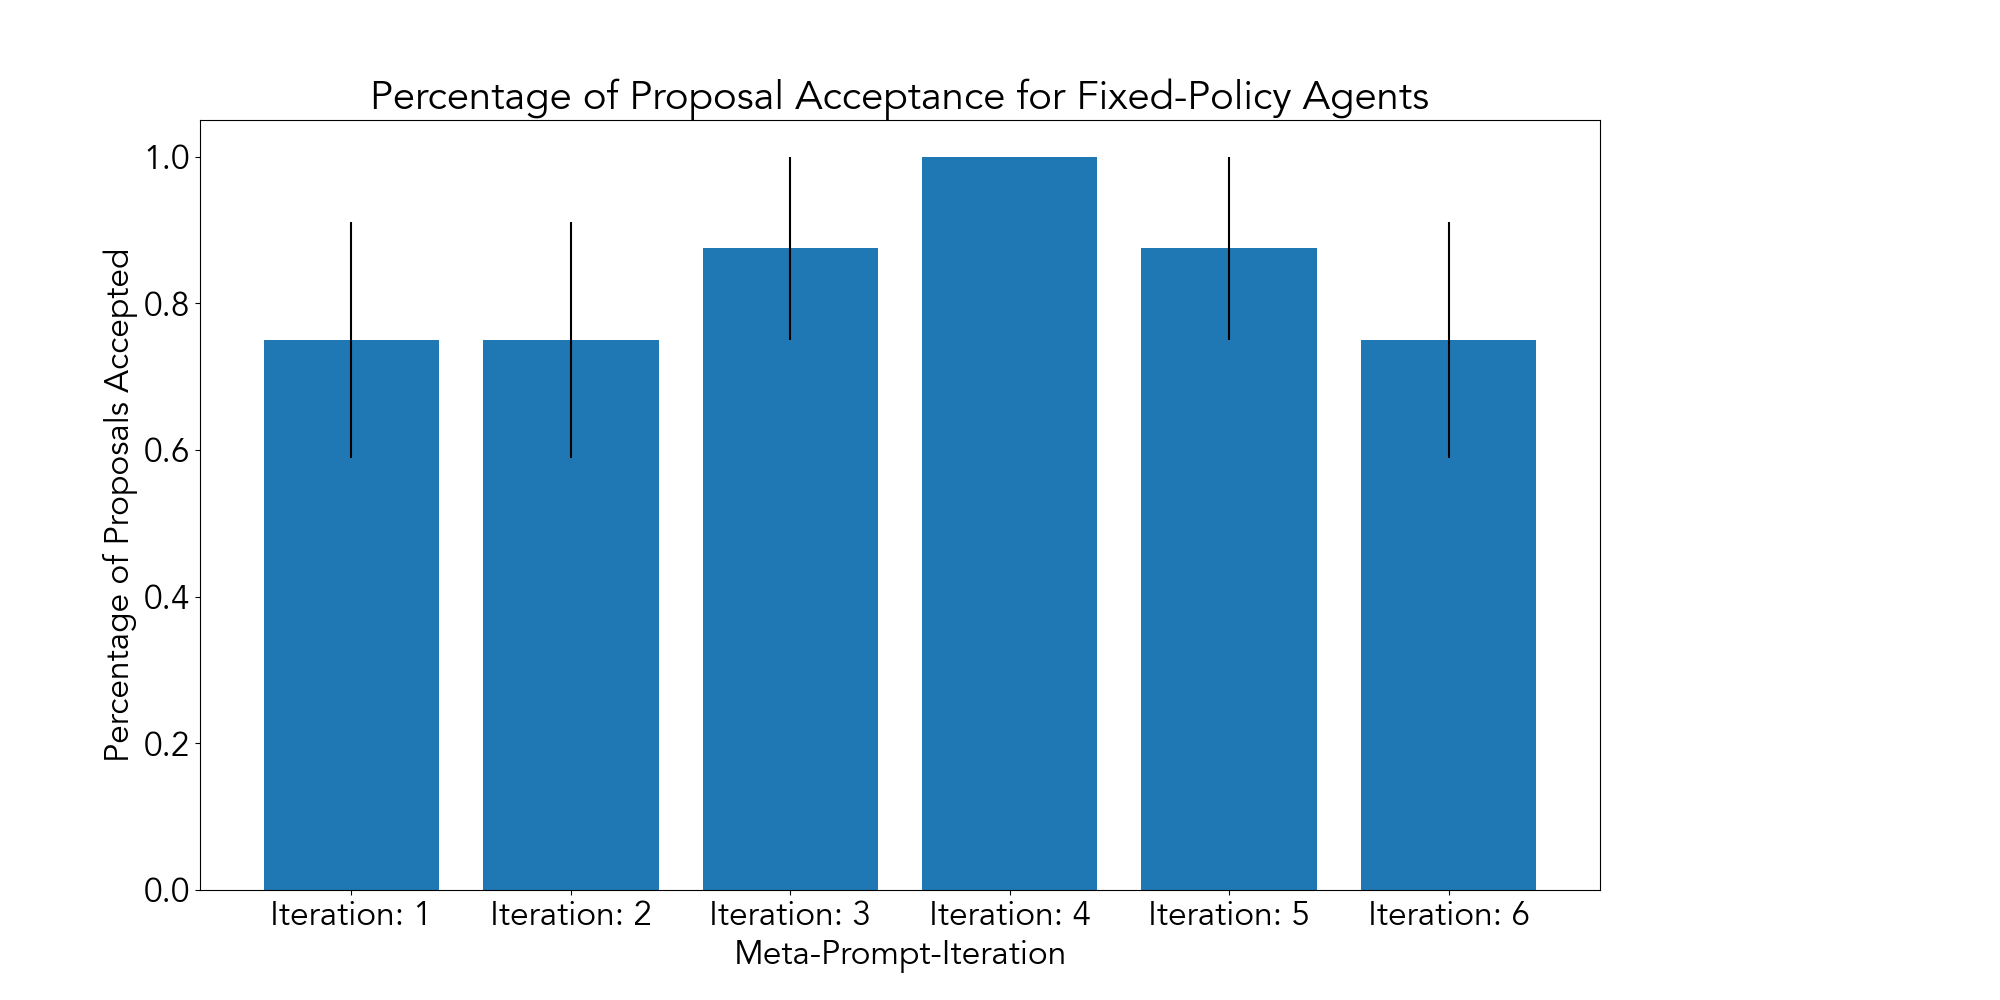 Percentage of Proposal Acceptance for Fixed-Policy Agents
Percentage of Proposals Accepted
1.0
0.8
0.6
0.4
0.2
0.0
Iteration: 1 Iteration: 2 Iteration: 3 Iteration: 4 Iteration: 5 Iteration: 6
Meta-Prompt-Iteration